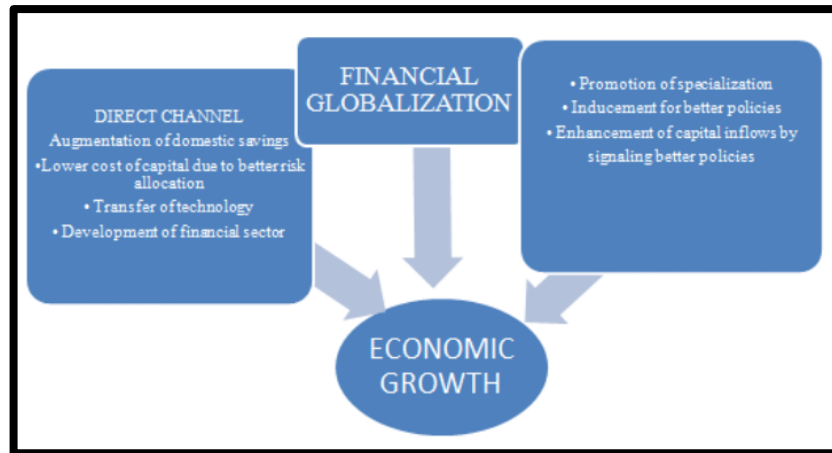 FINANCIAL
GLOBALIZATION
DIRECT CHANNEL
Augmentation of domestic savings
•Lower cost of capital due to better risk
allocation
• Transfer of technology
• Development of financial sector
• Promotion of specialization
• Inducement for better policies
• Enhancement of capital inflows by
signaling better policies
ECONOMIC
GROWTH